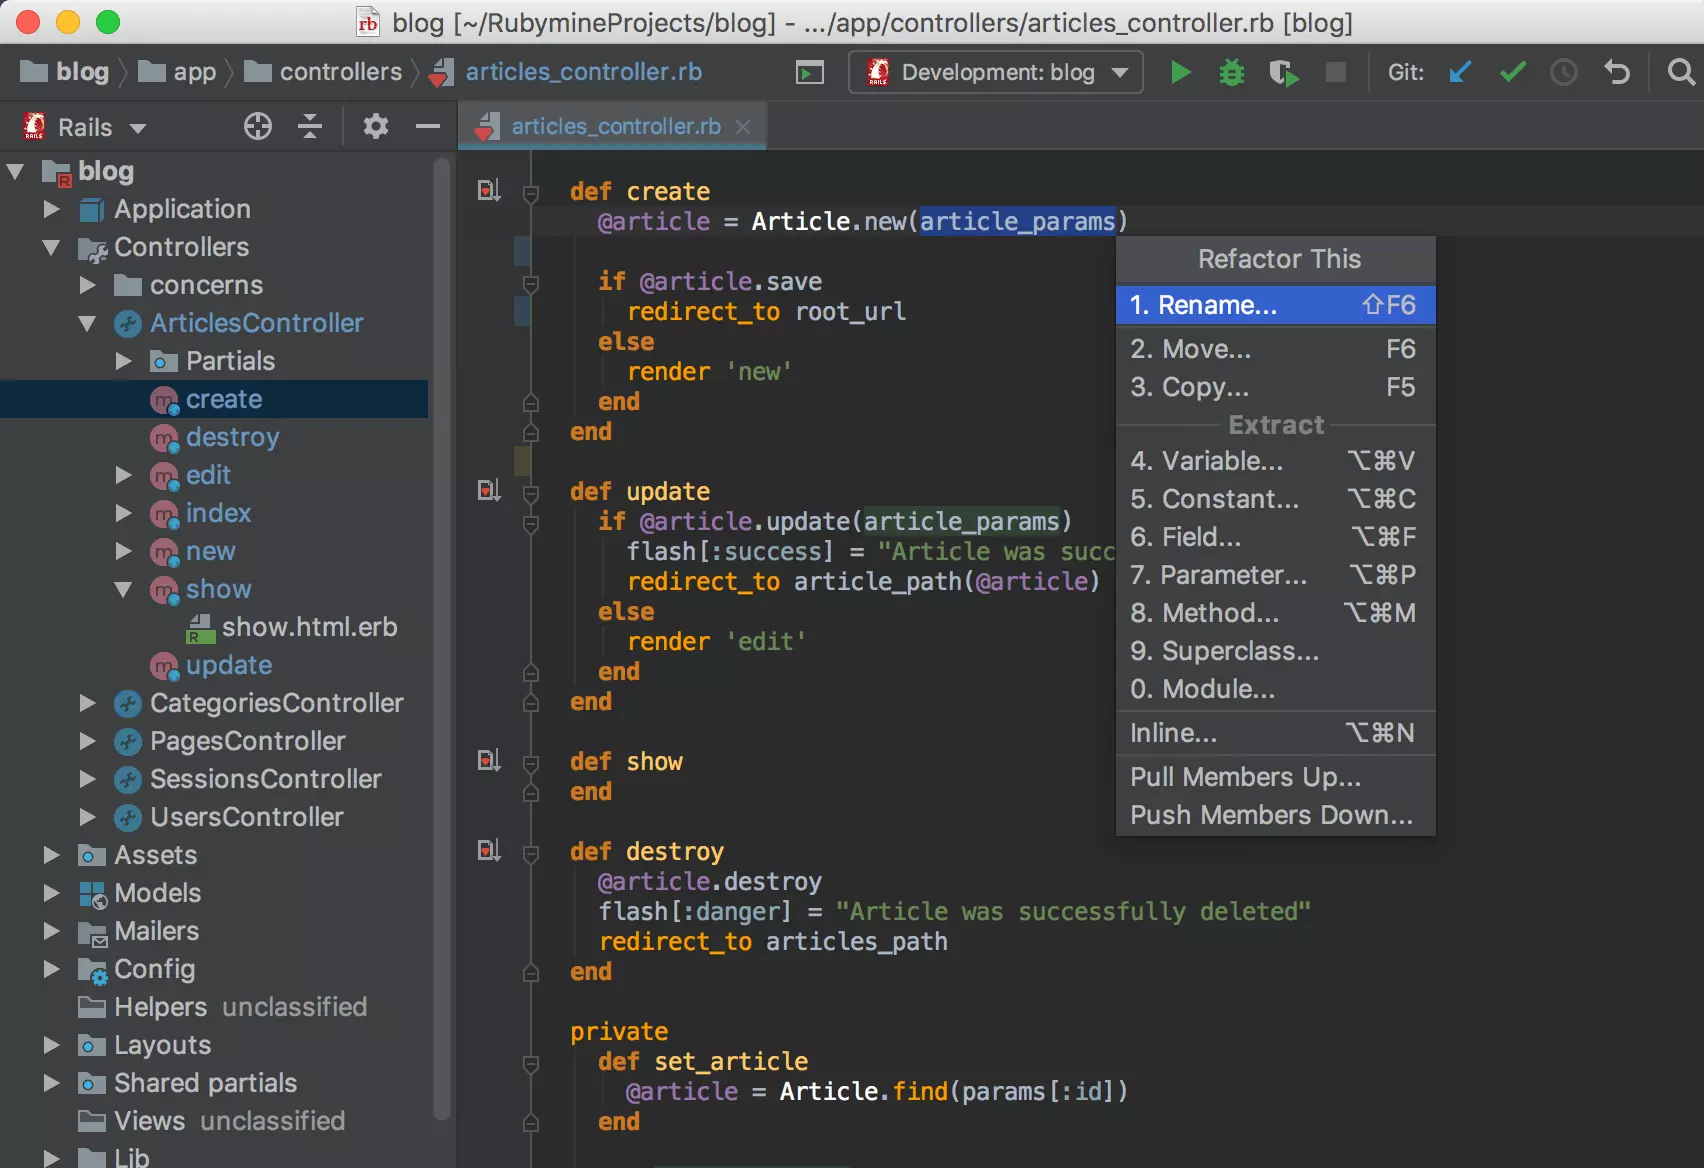 blog [~/RubymineProjects/blog] - .../app/controllers/articles_controller.rb [blog]
blog app controllers articles_controller.rb Development: blog Git:
Rails articles_controller.rb
blog
Application
Controllers
concerns
ArticlesController
Partials
create
destroy
edit
index
new
show
show.html.erb
update
CategoriesController
PagesController
SessionsController
UsersController
Assets
Models
Mailers
Config
Helpers unclassified
Layouts
Shared partials
Views unclassified
Lib
def create
@article = Article.new(article_params)
if @article.save
redirect_to root_url
else
render 'new'
end
end
def update
if @article.update(article_params)
flash[:success] = "Article was succ
redirect_to article_path(@article)
else
render 'edit'
end
end
def show
end
def destroy
@article.destroy
flash[:danger] = "Article was successfully deleted"
redirect_to articles_path
end
private
def set_article
@article = Article.find(params[:id])
end
Refactor This
1. Rename... ⇧F6
2. Move... F6
3. Copy... F5
Extract
4. Variable... ⌥⌘V
5. Constant... ⌥⌘C
6. Field... ⌥⌘F
7. Parameter... ⌥⌘P
8. Method... ⌥⌘M
9. Superclass...
0. Module...
Inline... ⌥⌘N
Pull Members Up...
Push Members Down...